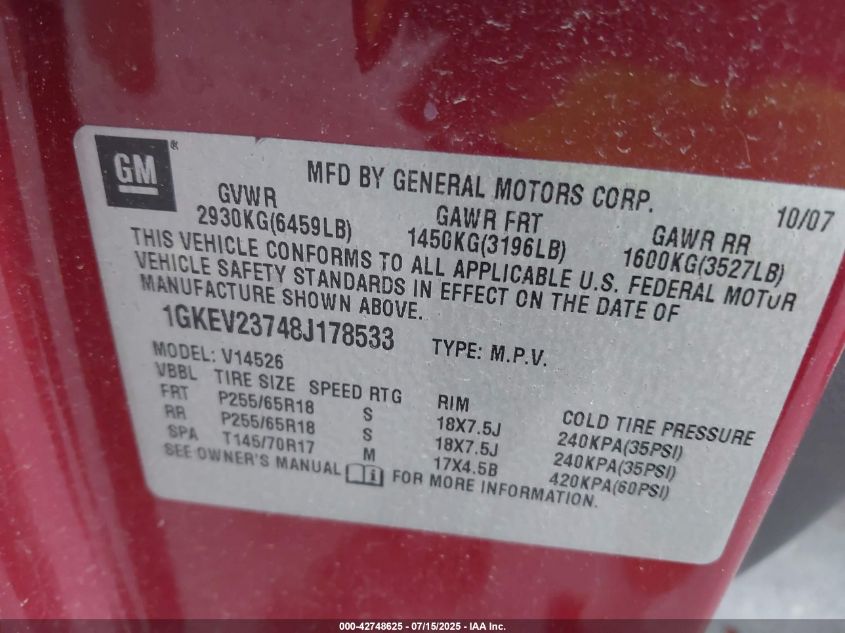 GM®
MFD BY GENERAL MOTORS CORP.
10/07
GVWR GAWR FRT GAWR RR
2930KG(6459LB) 1450KG(3196LB) 1600KG(3527LB)
THIS VEHICLE CONFORMS TO ALL APPLICABLE U.S. FEDERAL MOTOR
VEHICLE SAFETY STANDARDS IN EFFECT ON THE DATE OF
MANUFACTURE SHOWN ABOVE.
1GKEV23748J178533 TYPE: M.P.V.
MODEL: V14526
VBBL TIRE SIZE SPEED RTG RIM COLD TIRE PRESSURE
FRT P255/65R18 S 18X7.5J 240KPA(35PSI)
RR P255/65R18 S 18X7.5J 240KPA(35PSI)
SPA T145/70R17 M 17X4.5B 420KPA(60PSI)
SEE OWNER'S MANUAL FOR MORE INFORMATION.
000-42748625 - 07/15/2025 - IAA Inc.